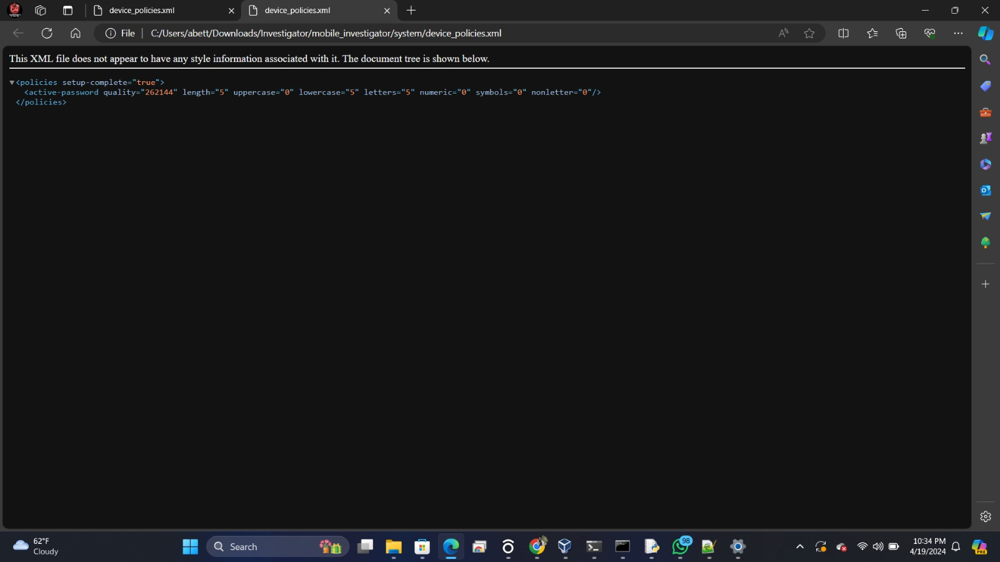 device_policies.xml
device_policies.xml
File
C:/Users/abett/Downloads/Investigator/mobile_investigator/system/device_policies.xml
This XML file does not appear to have any style information associated with it. The document tree is shown below.
▼<policies setup-complete="true">
<active-password quality="262144" length="5" uppercase="0" lowercase="5" letters="5" numeric="0" symbols="0" nonletter="0"/>
</policies>
62°F
Cloudy
Search
98
10:34 PM
4/19/2024
PRE